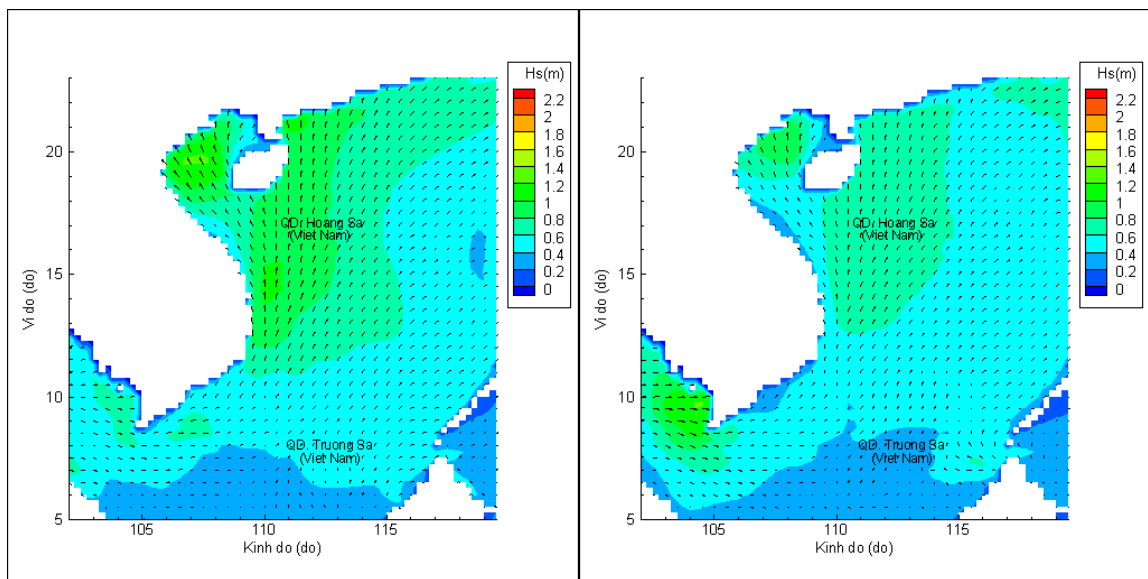 Hs(m)
2.2
2
1.8
1.6
1.4
1.2
1
0.8
0.6
0.4
0.2
0
20
15
10
5
Vi do (do)
QD. Hoang Sa
(Viet Nam)
QD. Truong Sa
(Viet Nam)
105
110
115
Kinh do (do)
Hs(m)
2.2
2
1.8
1.6
1.4
1.2
1
0.8
0.6
0.4
0.2
0
20
15
10
5
Vi do (do)
QD. Hoang Sa
(Viet Nam)
QD. Truong Sa
(Viet Nam)
105
110
115
Kinh do (do)